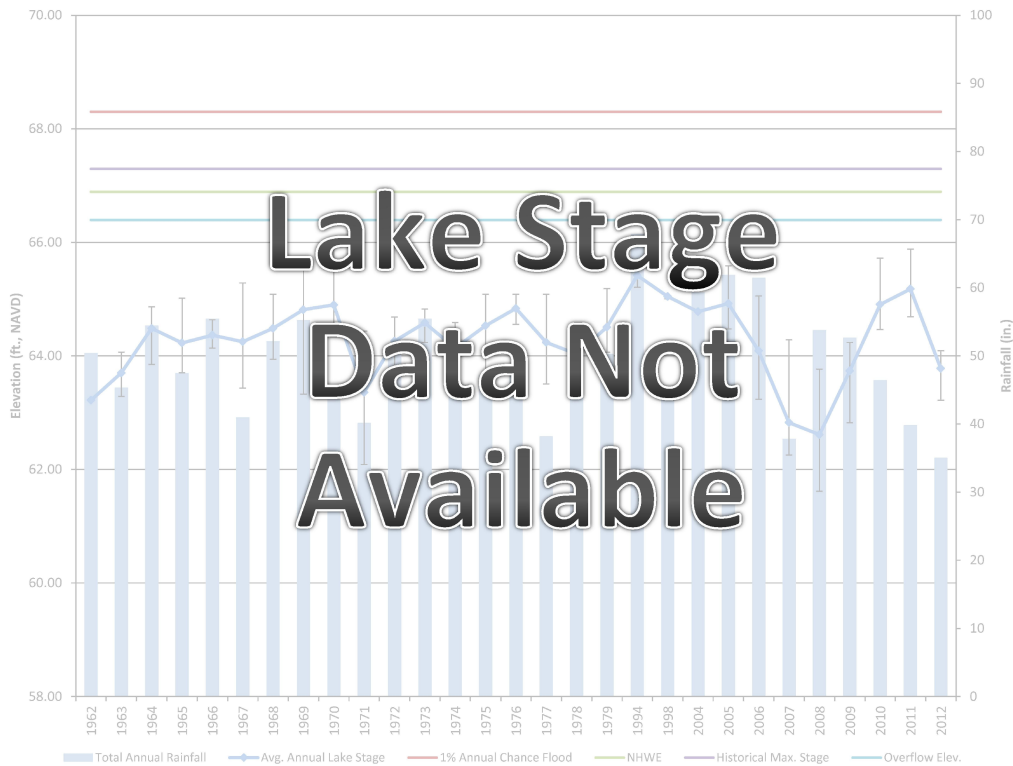 70.00
68.00
66.00
64.00
62.00
60.00
58.00
Elevation (ft., NAVD)
Lake Stage
Data Not
Available
100
90
80
70
60
50
40
30
20
10
0
Rainfall (in.)
1962 1963 1964 1965 1966 1967 1968 1969 1970 1971 1972 1973 1974 1975 1976 1977 1978 1979 1994 1998 2004 2005 2006 2007 2008 2009 2010 2011 2012
Total Annual Rainfall Avg. Annual Lake Stage 1% Annual Chance Flood NHWE Historical Max. Stage Overflow Elev.